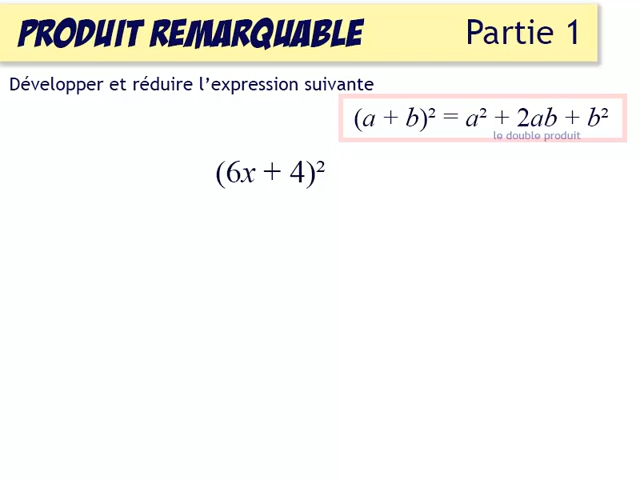 PRODUIT REMARQUABLE Partie 1
Développer et réduire l'expression suivante
(a + b)² = a² + 2ab + b²
le double produit
(6x + 4)²